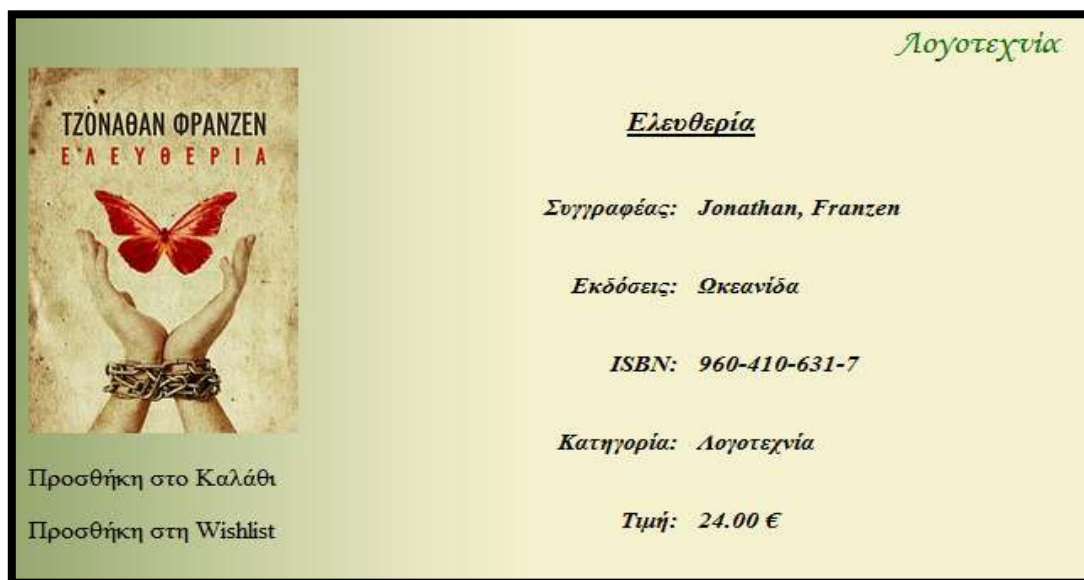 Λογοτεχνία
ΤΖΟΝΑΘΑΝ ΦΡΑΝΖΕΝ
ΕΛΕΥΘΕΡΙΑ
Ελευθερία
Συγγραφέας: Jonathan, Franzen
Εκδόσεις: Ωκεανίδα
ISBN: 960-410-631-7
Κατηγορία: Λογοτεχνία
Τιμή: 24.00 €
Προσθήκη στο Καλάθι
Προσθήκη στη Wishlist